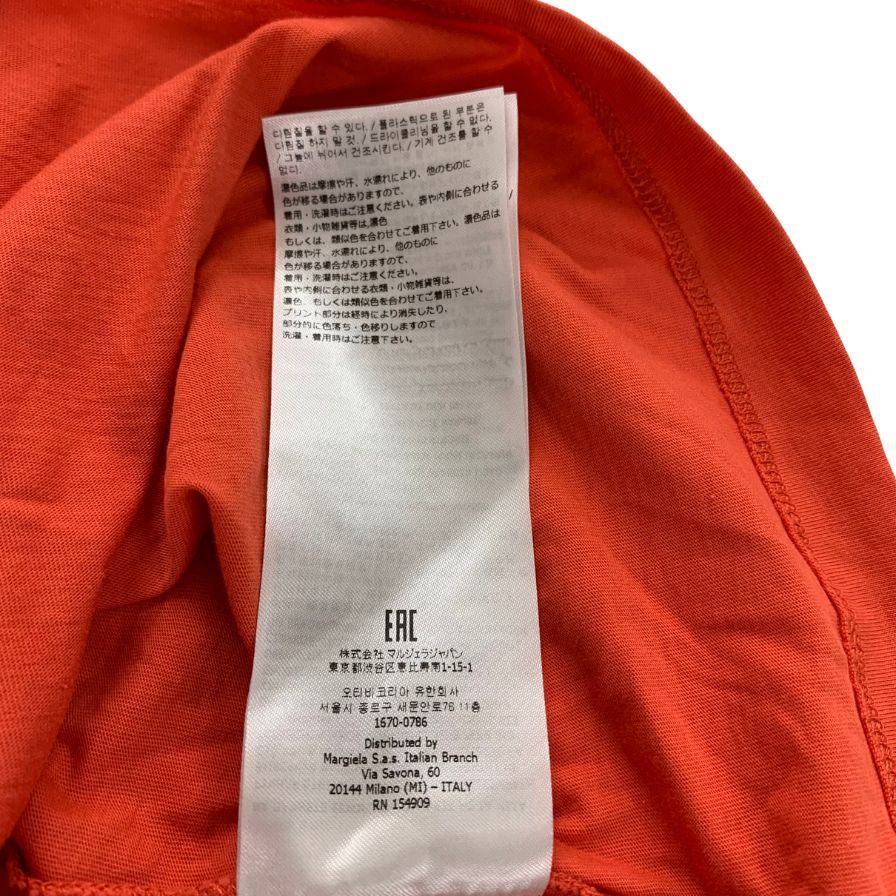 다림질을 할 수 있다. / 플라스틱으로 된 부분은
다림질 하지 말 것. / 드라이클리닝을 할 수 없다.
/ 그늘에 뉘어서 건조시킨다. / 기계 건조를 할 수
없다.
濃色品は摩擦や汗、水濡れにより、他のものに
色が移る場合がありますので、
着用・洗濯時はご注意ください。表や内側に合わせる
衣類・小物雑貨等は,濃色
もしくは、類似色を合わせてご着用下さい。濃色品は
摩擦や汗、水濡れにより、他のものに
色が移る場合がありますので、
着用・洗濯時はご注意ください。
表や内側に合わせる衣類・小物雑貨等は、
濃色、もしくは類似色を合わせてご着用下さい。
プリント部分は経時により消失したり、
部分的に色落ち・色移りしますので
洗濯・着用時はご注意下さい。
EAC
株式会社 マルジェラジャパン
東京都渋谷区恵比寿南1-15-1
오티비코리아 유한회사
서울시 종로구 새문안로76 11층
1670-0786
Distributed by
Margiela S.a.s. Italian Branch
Via Savona, 60
20144 Milano (MI) – ITALY
RN 154909